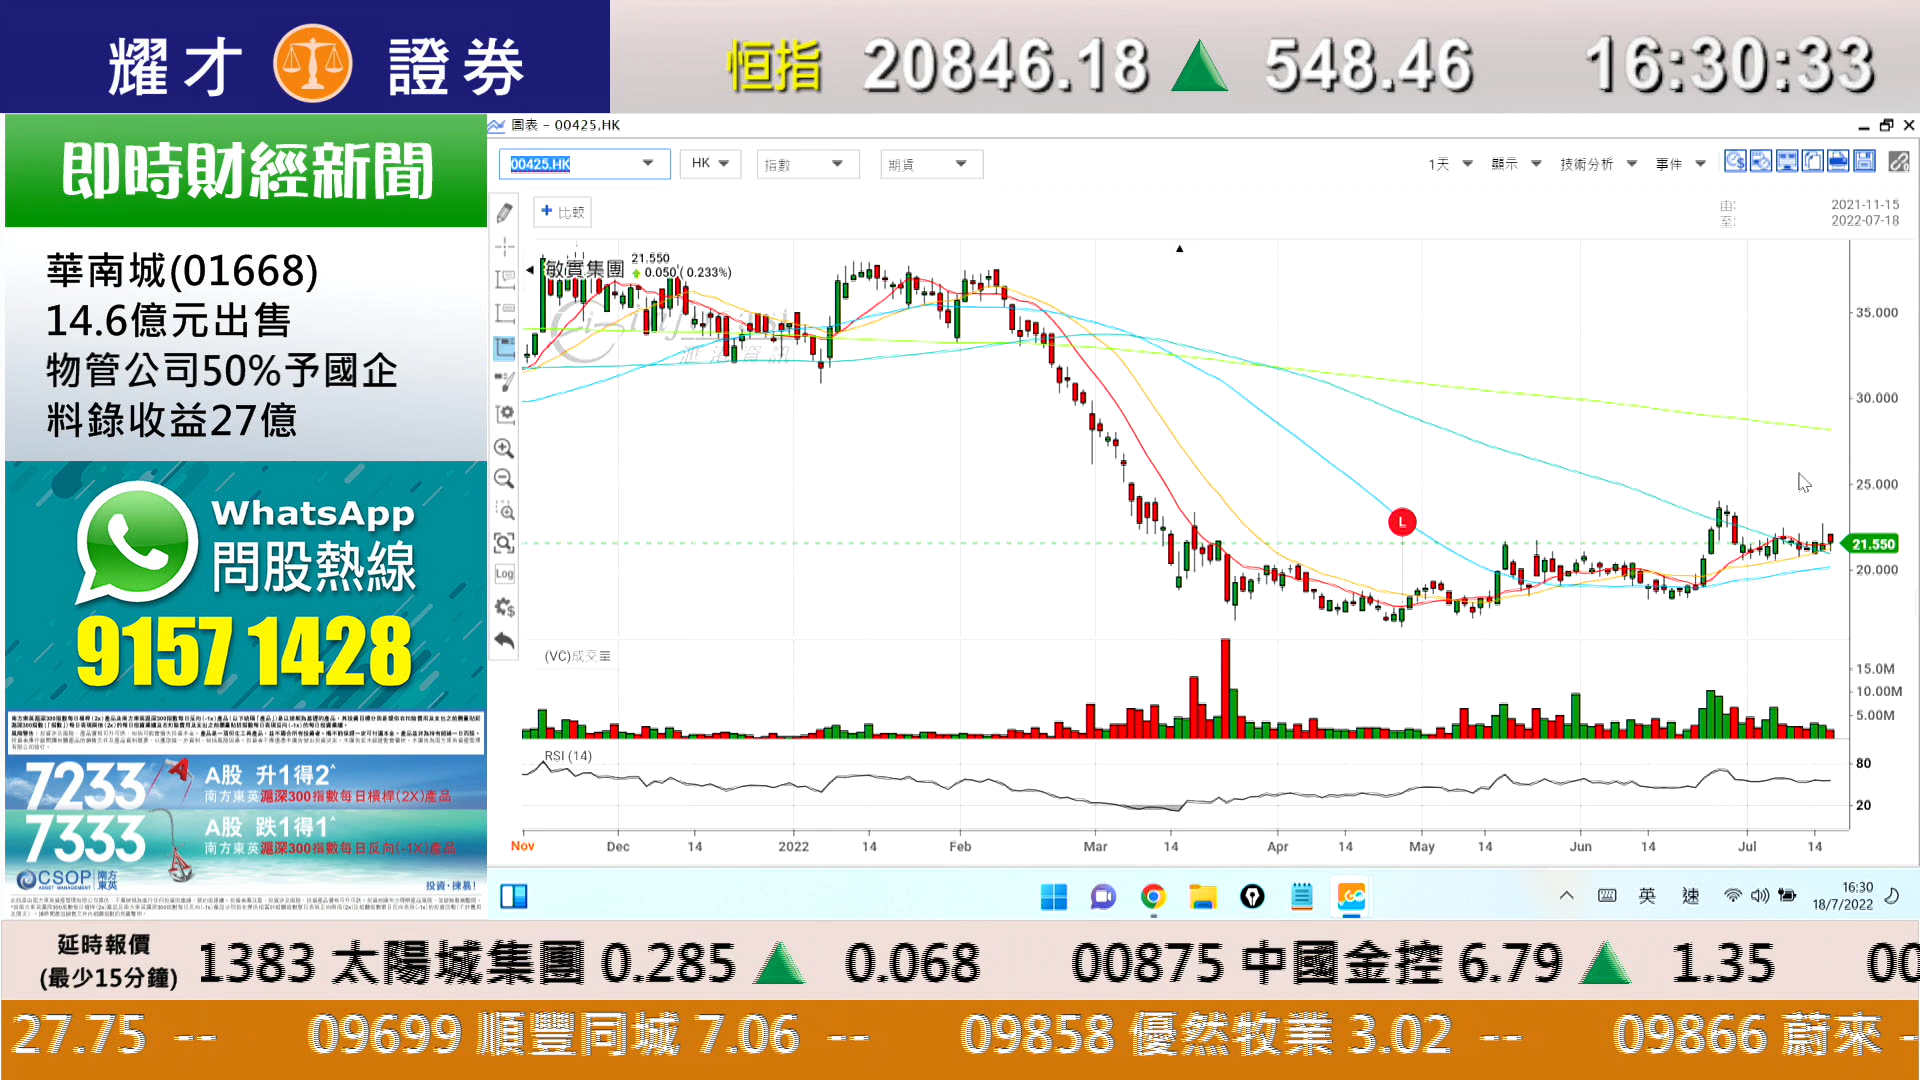 耀才 證券
恒指 20846.18 ▲ 548.46 16:30:33
即時財經新聞
華南城(01668)
14.6億元出售
物管公司50%予國企
料錄收益27億
WhatsApp
問股熱線
9157 1428
7233 A股 升1得2^
南方東英滬深300指數每日槓桿(2X)產品
7333 A股 跌1得1^
南方東英滬深300指數每日反向(-1X)產品
CSOP 南方東英
ASSET MANAGEMENT
投資·揀易!
圖表 - 00425.HK
00425.HK HK 指數 期貨 1天 顯示 技術分析 事件
+ 比較
由: 2021-11-15
至: 2022-07-18
敏實集團 21.550
0.050 ( 0.233%)
35.000
30.000
25.000
L
21.550
20.000
Log
(VC)成交量
15.0M
10.00M
5.00M
RSI (14)
80
20
Nov Dec 14 2022 14 Feb Mar 14 Apr 14 May 14 Jun 14 Jul 14
英 速 16:30
18/7/2022
延時報價
(最少15分鐘)
1383 太陽城集團 0.285 ▲ 0.068 00875 中國金控 6.79 ▲ 1.35 00
27.75 -- 09699 順豐同城 7.06 -- 09858 優然牧業 3.02 -- 09866 蔚來 -